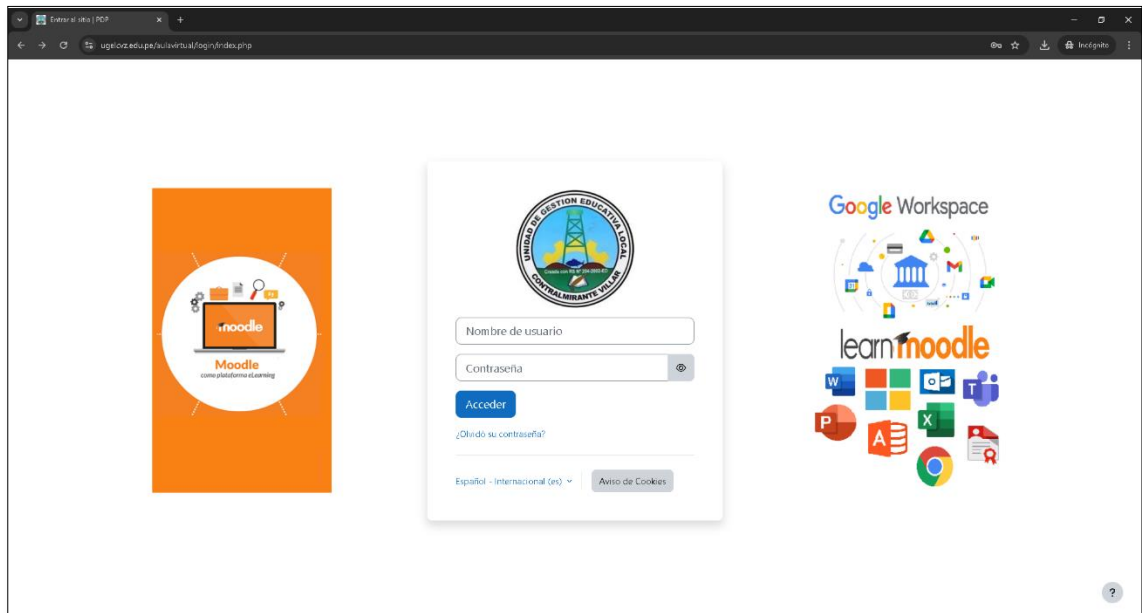 Entrar al sitio | PDP
ugelcvz.edu.pe/aulavirtual/login/index.php
Incógnito
moodle
Moodle
como plataforma eLearning
UNIDAD DE GESTION EDUCATIVA LOCAL
CONTRALMIRANTE VILLAR
Nombre de usuario
Contraseña
Acceder
¿Olvidó su contraseña?
Español - Internacional (es)
Aviso de Cookies
Google Workspace
learn moodle
W
T
P
X
A
?